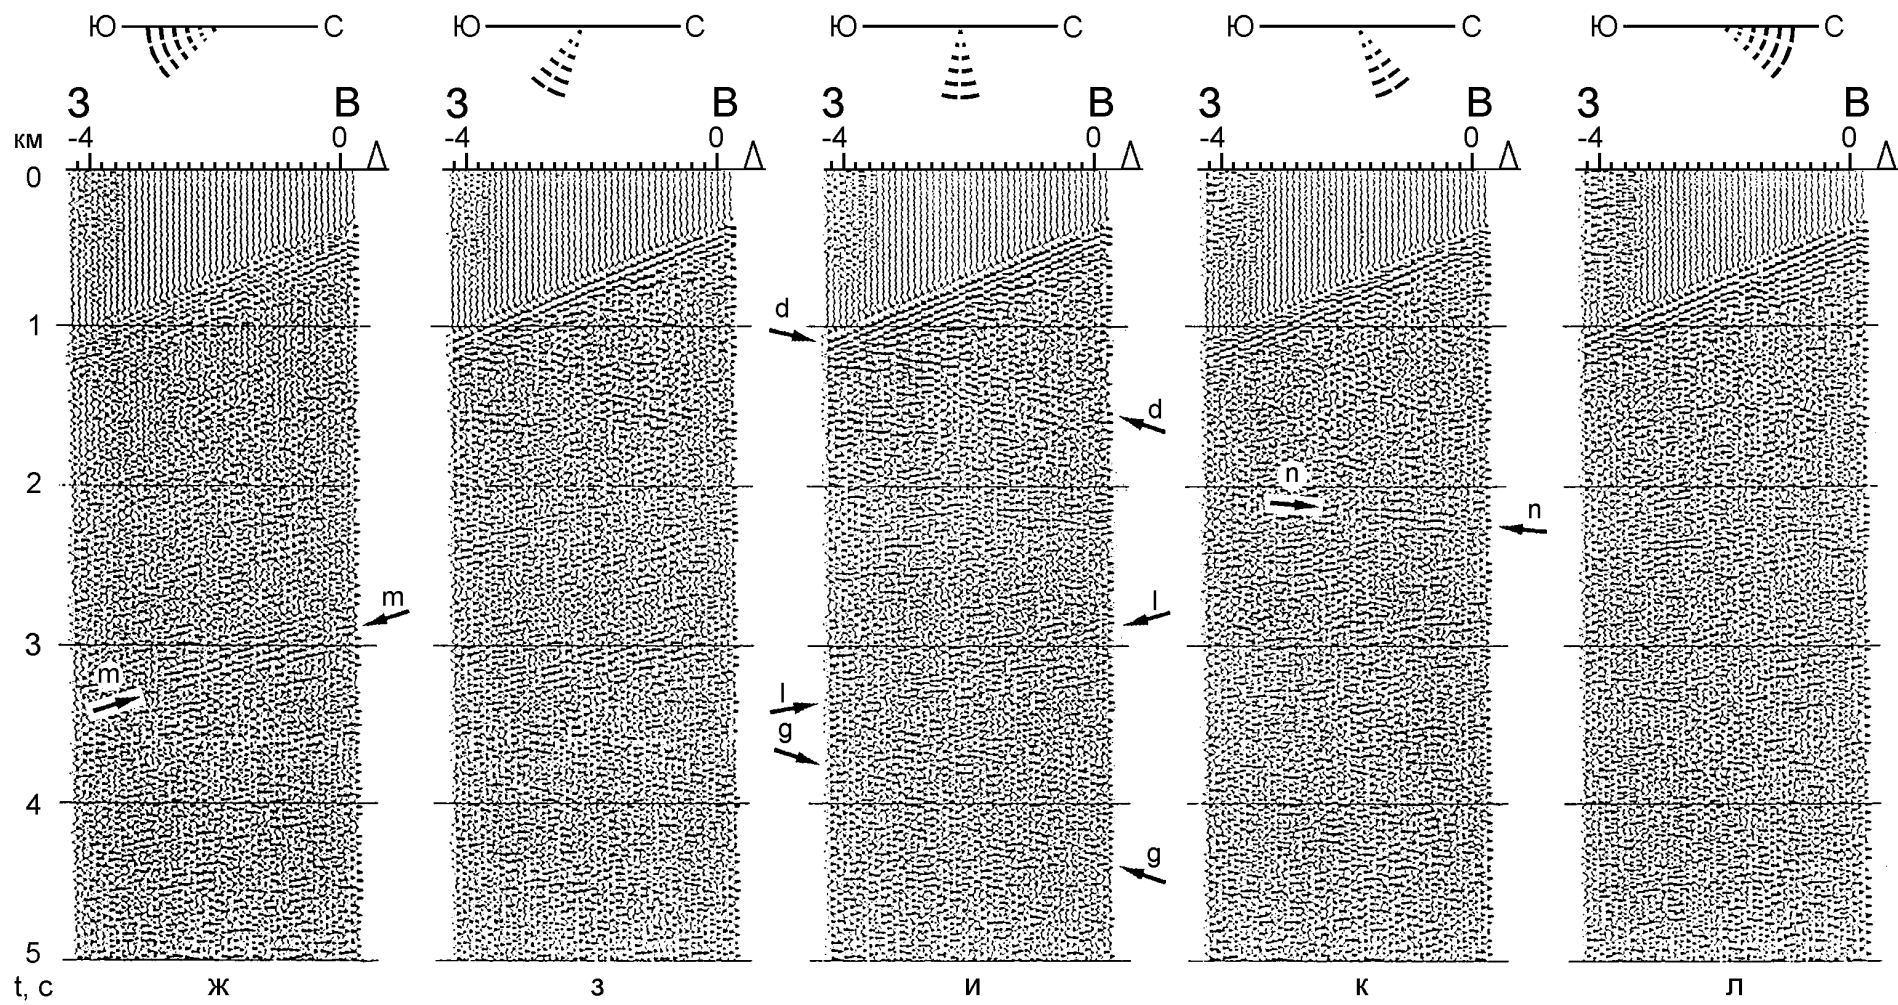 Ю С Ю С Ю С Ю С Ю С
З В З В З В З В З В
км -4 0 -4 0 -4 0 -4 0 -4 0
Δ Δ Δ Δ Δ
0
d
1
d
n
2
n
m
l
3
m
l
g
4
g
5
t, с ж з и к л